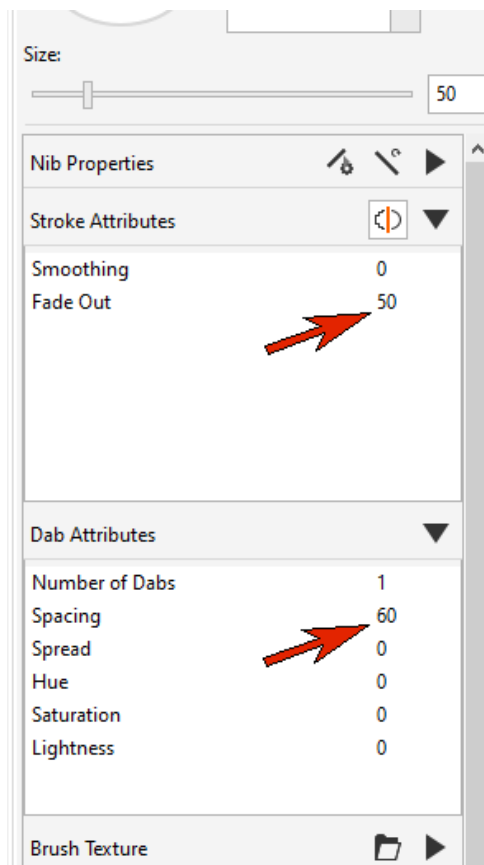 Size:
50
Nib Properties
Stroke Attributes
Smoothing 0
Fade Out 50
Dab Attributes
Number of Dabs 1
Spacing 60
Spread 0
Hue 0
Saturation 0
Lightness 0
Brush Texture